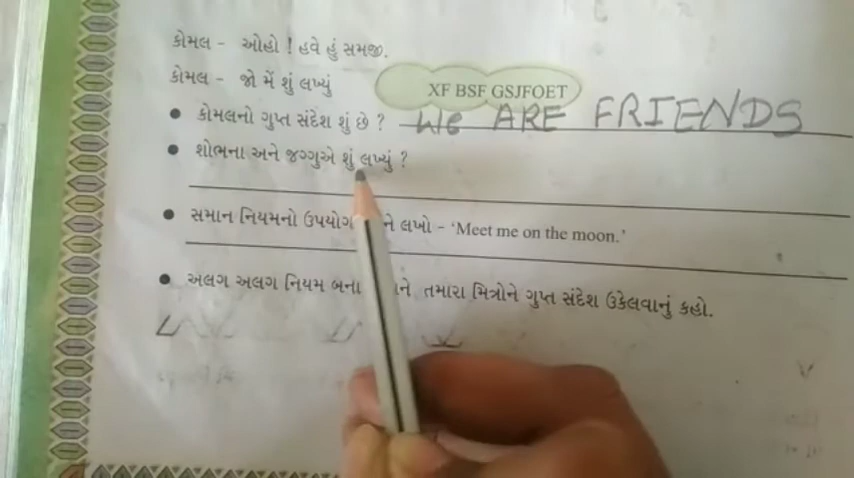 કોમલ - ઓહો ! હવે હું સમજી.
કોમલ - જો મેં શું લખ્યું
XF BSF GSJFOET
કોમલનો ગુપ્ત સંદેશ શું છે ? We ARE FRIENDS
શોભના અને જગ્ગુએ શું લખ્યું ?
સમાન નિયમનો ઉપયોગ ને લખો - ‘Meet me on the moon.’
અલગ અલગ નિયમ બના ને તમારા મિત્રોને ગુપ્ત સંદેશ ઉકેલવાનું કહો.